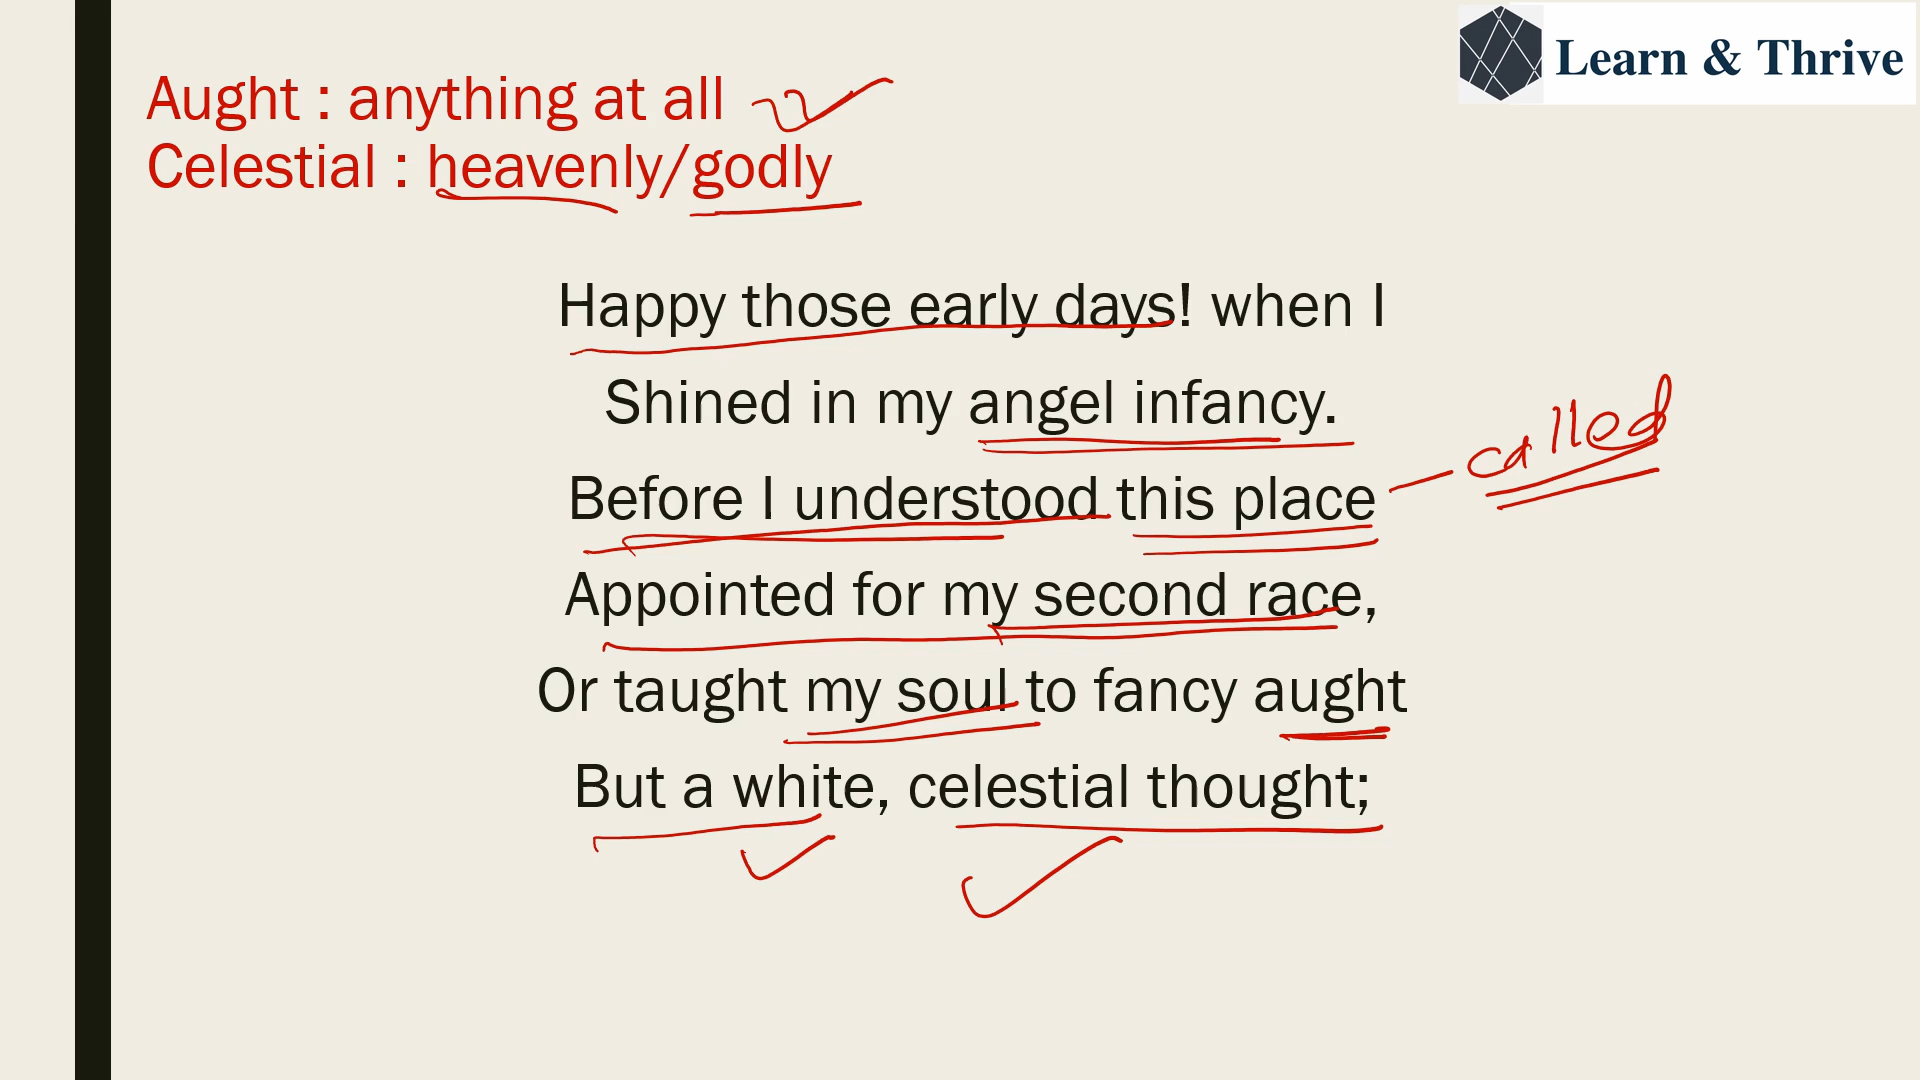 Learn & Thrive
Aught : anything at all
Celestial : heavenly/godly
Happy those early days! when I
Shined in my angel infancy.
called
Before I understood this place
Appointed for my second race,
Or taught my soul to fancy aught
But a white, celestial thought;